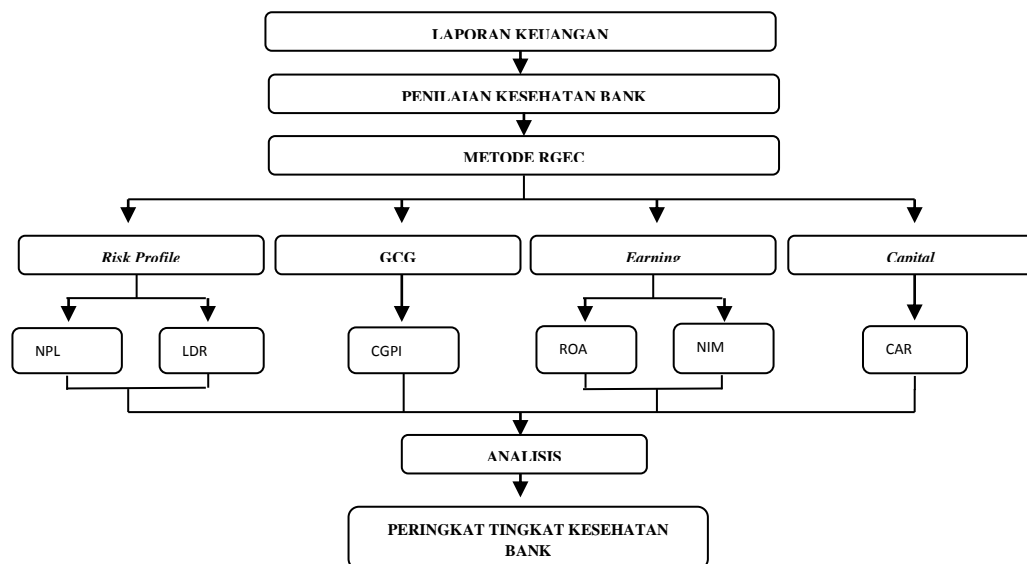 LAPORAN KEUANGAN
PENILAIAN KESEHATAN BANK
METODE RGEC
Risk Profile
GCG
Earning
Capital
NPL
LDR
CGPI
ROA
NIM
CAR
ANALISIS
PERINGKAT TINGKAT KESEHATAN
BANK